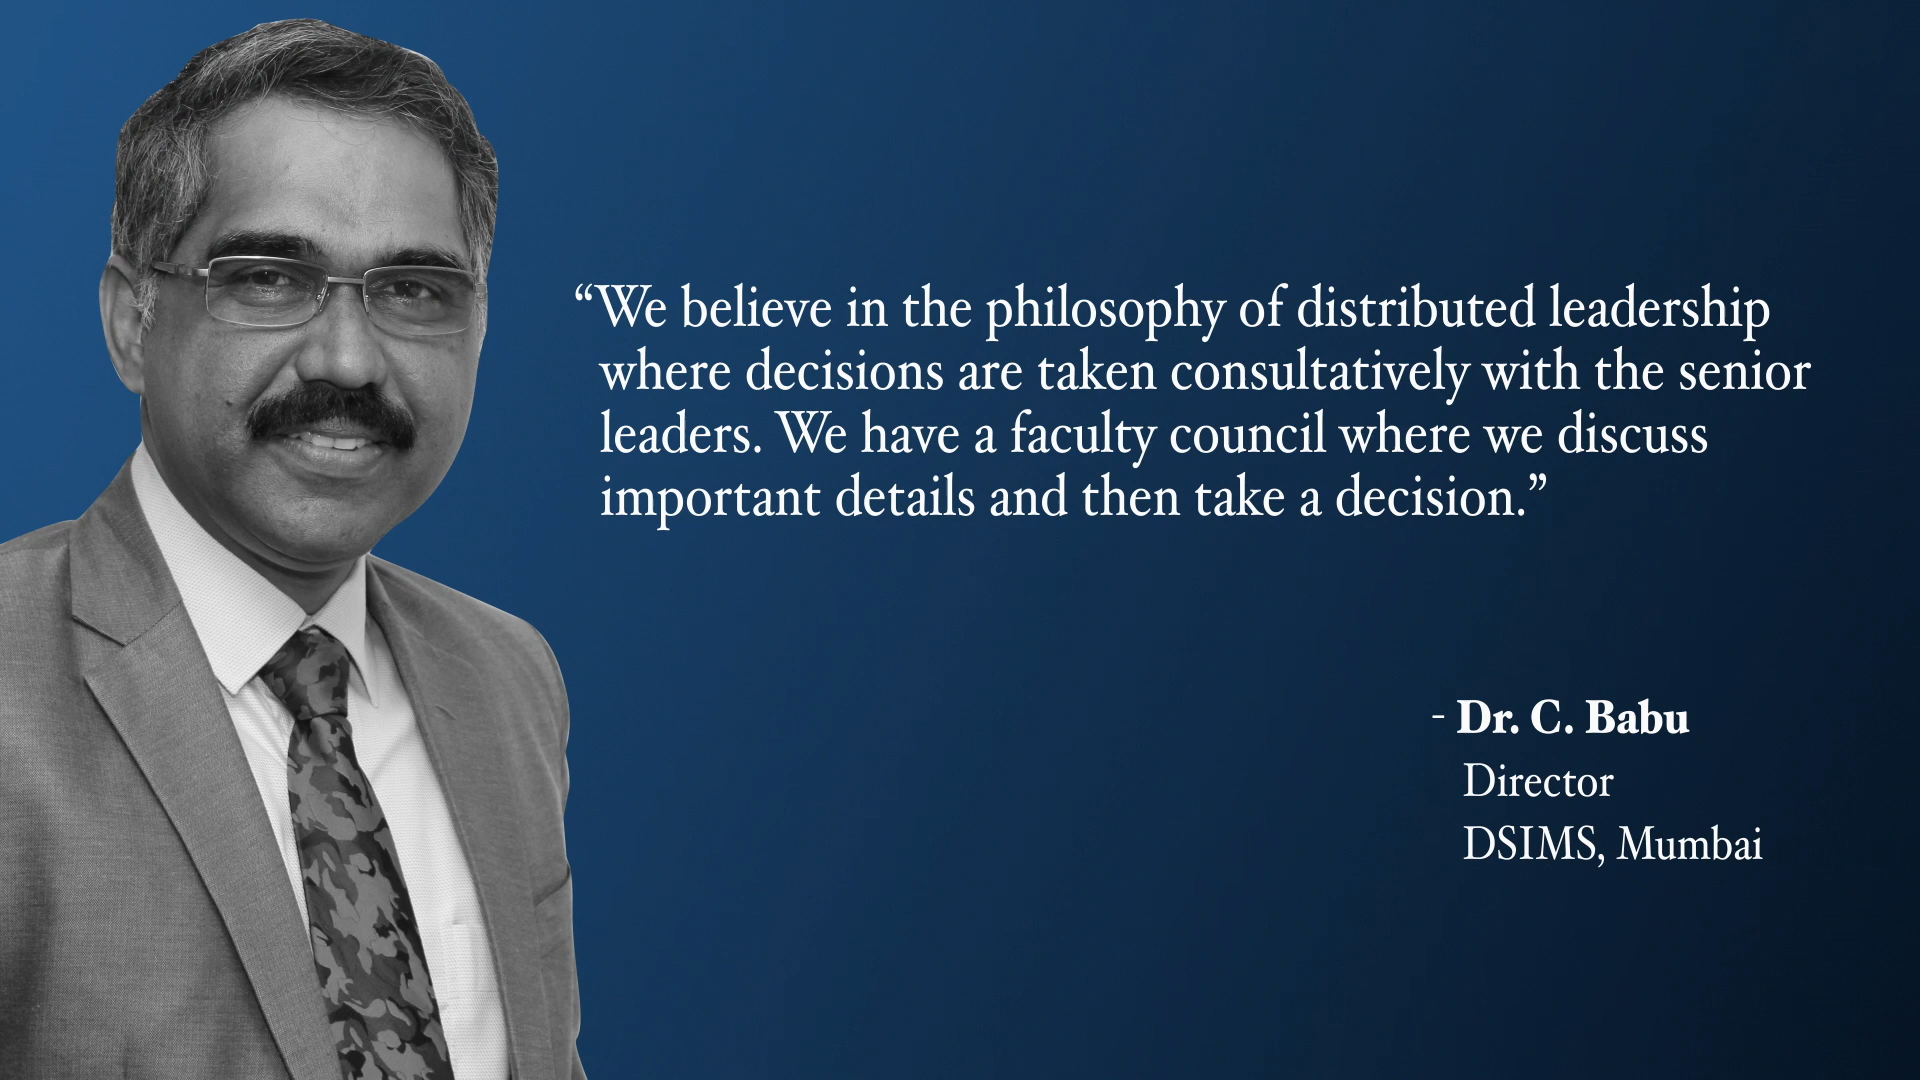 “We believe in the philosophy of distributed leadership
where decisions are taken consultatively with the senior
leaders. We have a faculty council where we discuss
important details and then take a decision.”
- Dr. C. Babu
Director
DSIMS, Mumbai